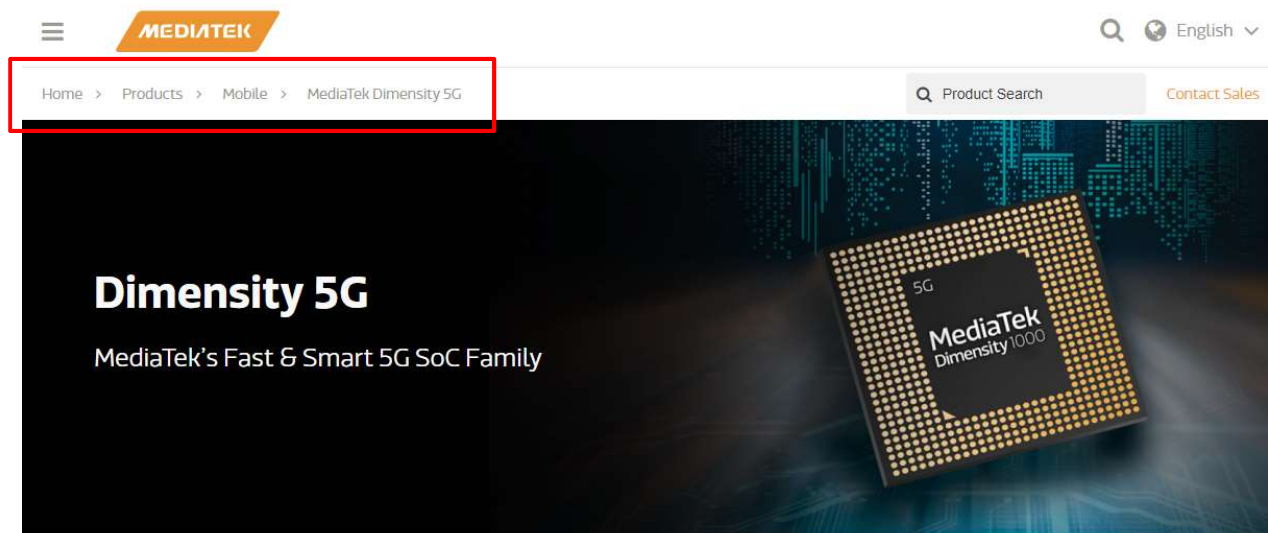 MEDIATEK
English
Home > Products > Mobile > MediaTek Dimensity 5G
Product Search
Contact Sales
Dimensity 5G
MediaTek's Fast & Smart 5G SoC Family
5G
MediaTek
Dimensity 1000